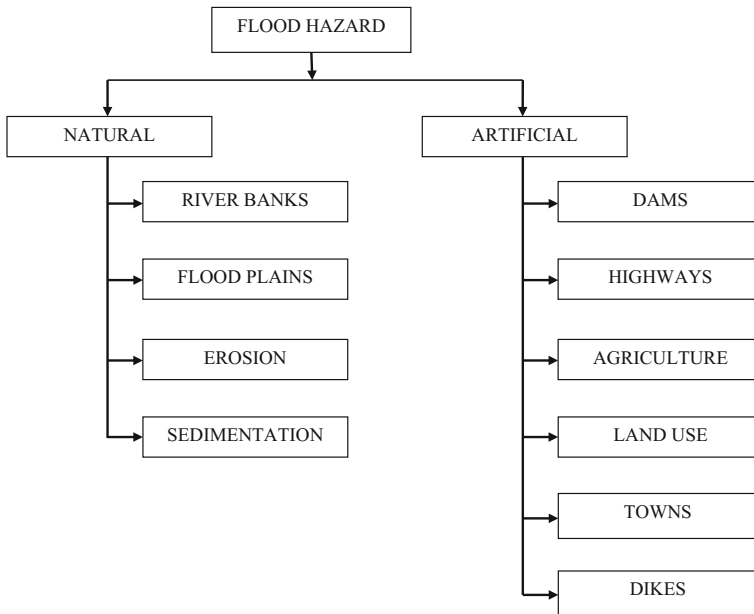 FLOOD HAZARD
NATURAL
ARTIFICIAL
RIVER BANKS
FLOOD PLAINS
EROSION
SEDIMENTATION
DAMS
HIGHWAYS
AGRICULTURE
LAND USE
TOWNS
DIKES